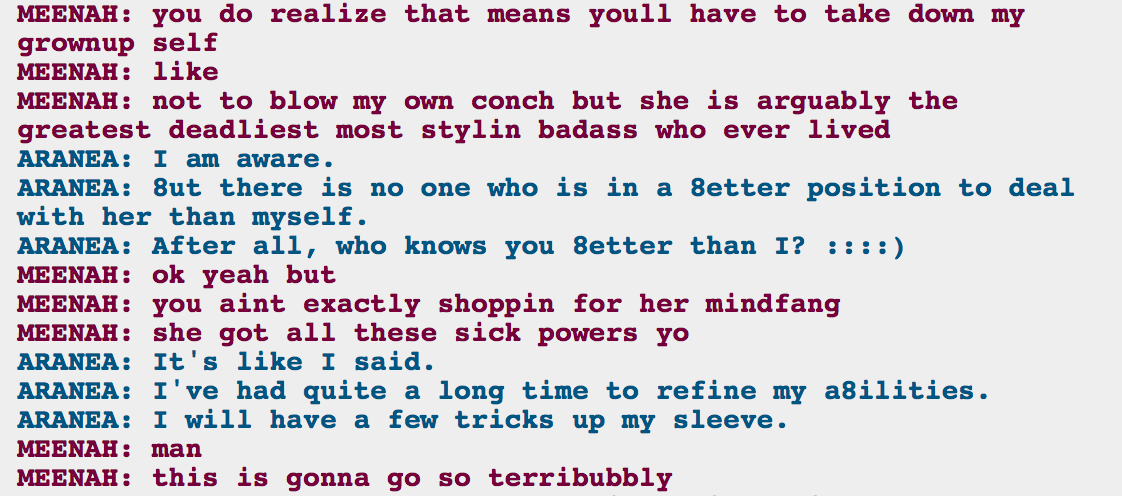 MEENAH: you do realize that means youll have to take down my
grownup self
MEENAH: like
MEENAH: not to blow my own conch but she is arguably the
greatest deadliest most stylin badass who ever lived
ARANEA: I am aware.
ARANEA: 8ut there is no one who is in a 8etter position to deal
with her than myself.
ARANEA: After all, who knows you 8etter than I? ::::)
MEENAH: ok yeah but
MEENAH: you aint exactly shoppin for her mindfang
MEENAH: she got all these sick powers yo
ARANEA: It's like I said.
ARANEA: I've had quite a long time to refine my a8ilities.
ARANEA: I will have a few tricks up my sleeve.
MEENAH: man
MEENAH: this is gonna go so terribubbly